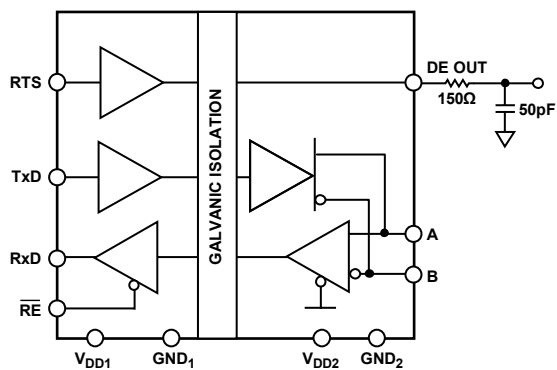 RTS
DE OUT
150Ω
50pF
TxD
GALVANIC ISOLATION
A
RxD
B
RE
VDD1
GND1
VDD2
GND2